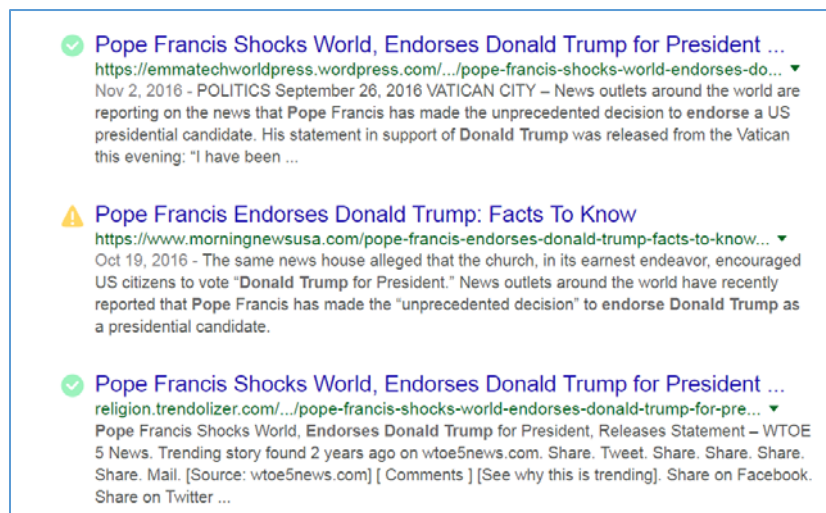 Pope Francis Shocks World, Endorses Donald Trump for President ...
https://emmatechworldpress.wordpress.com/.../pope-francis-shocks-world-endorses-do... ▼
Nov 2, 2016 - POLITICS September 26, 2016 VATICAN CITY – News outlets around the world are
reporting on the news that Pope Francis has made the unprecedented decision to endorse a US
presidential candidate. His statement in support of Donald Trump was released from the Vatican
this evening: “I have been ...
Pope Francis Endorses Donald Trump: Facts To Know
https://www.morningnewsusa.com/pope-francis-endorses-donald-trump-facts-to-know... ▼
Oct 19, 2016 - The same news house alleged that the church, in its earnest endeavor, encouraged
US citizens to vote “Donald Trump for President.” News outlets around the world have recently
reported that Pope Francis has made the “unprecedented decision” to endorse Donald Trump as
a presidential candidate.
Pope Francis Shocks World, Endorses Donald Trump for President ...
religion.trendolizer.com/.../pope-francis-shocks-world-endorses-donald-trump-for-pre... ▼
Pope Francis Shocks World, Endorses Donald Trump for President, Releases Statement – WTOE
5 News. Trending story found 2 years ago on wtoe5news.com. Share. Tweet. Share. Share. Share.
Share. Mail. [Source: wtoe5news.com] [ Comments ] [See why this is trending]. Share on Facebook.
Share on Twitter ...